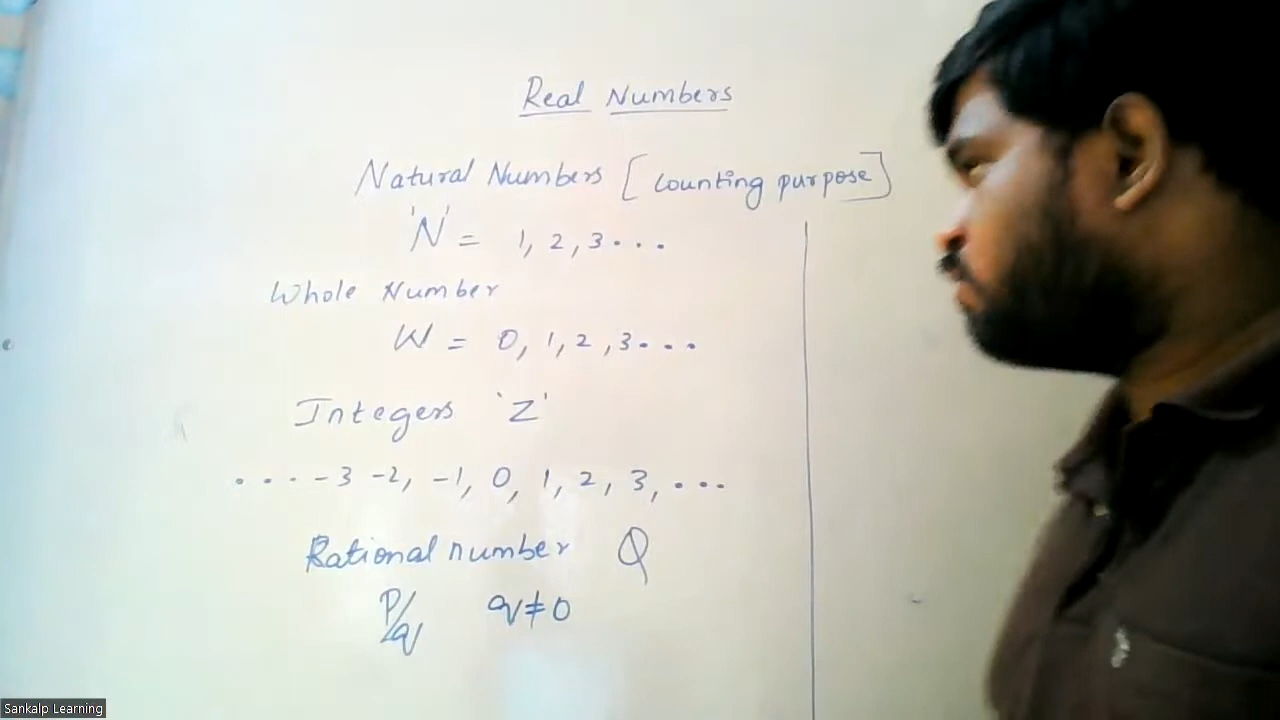 Real Numbers
Natural Numbers [counting purpose]
'N' = 1, 2, 3 . . .
Whole Number
W = 0, 1, 2, 3 . . .
Integers 'Z'
. . . . -3 -2, -1, 0, 1, 2, 3, . . .
Rational number Q
P/q q≠0
Sankalp Learning